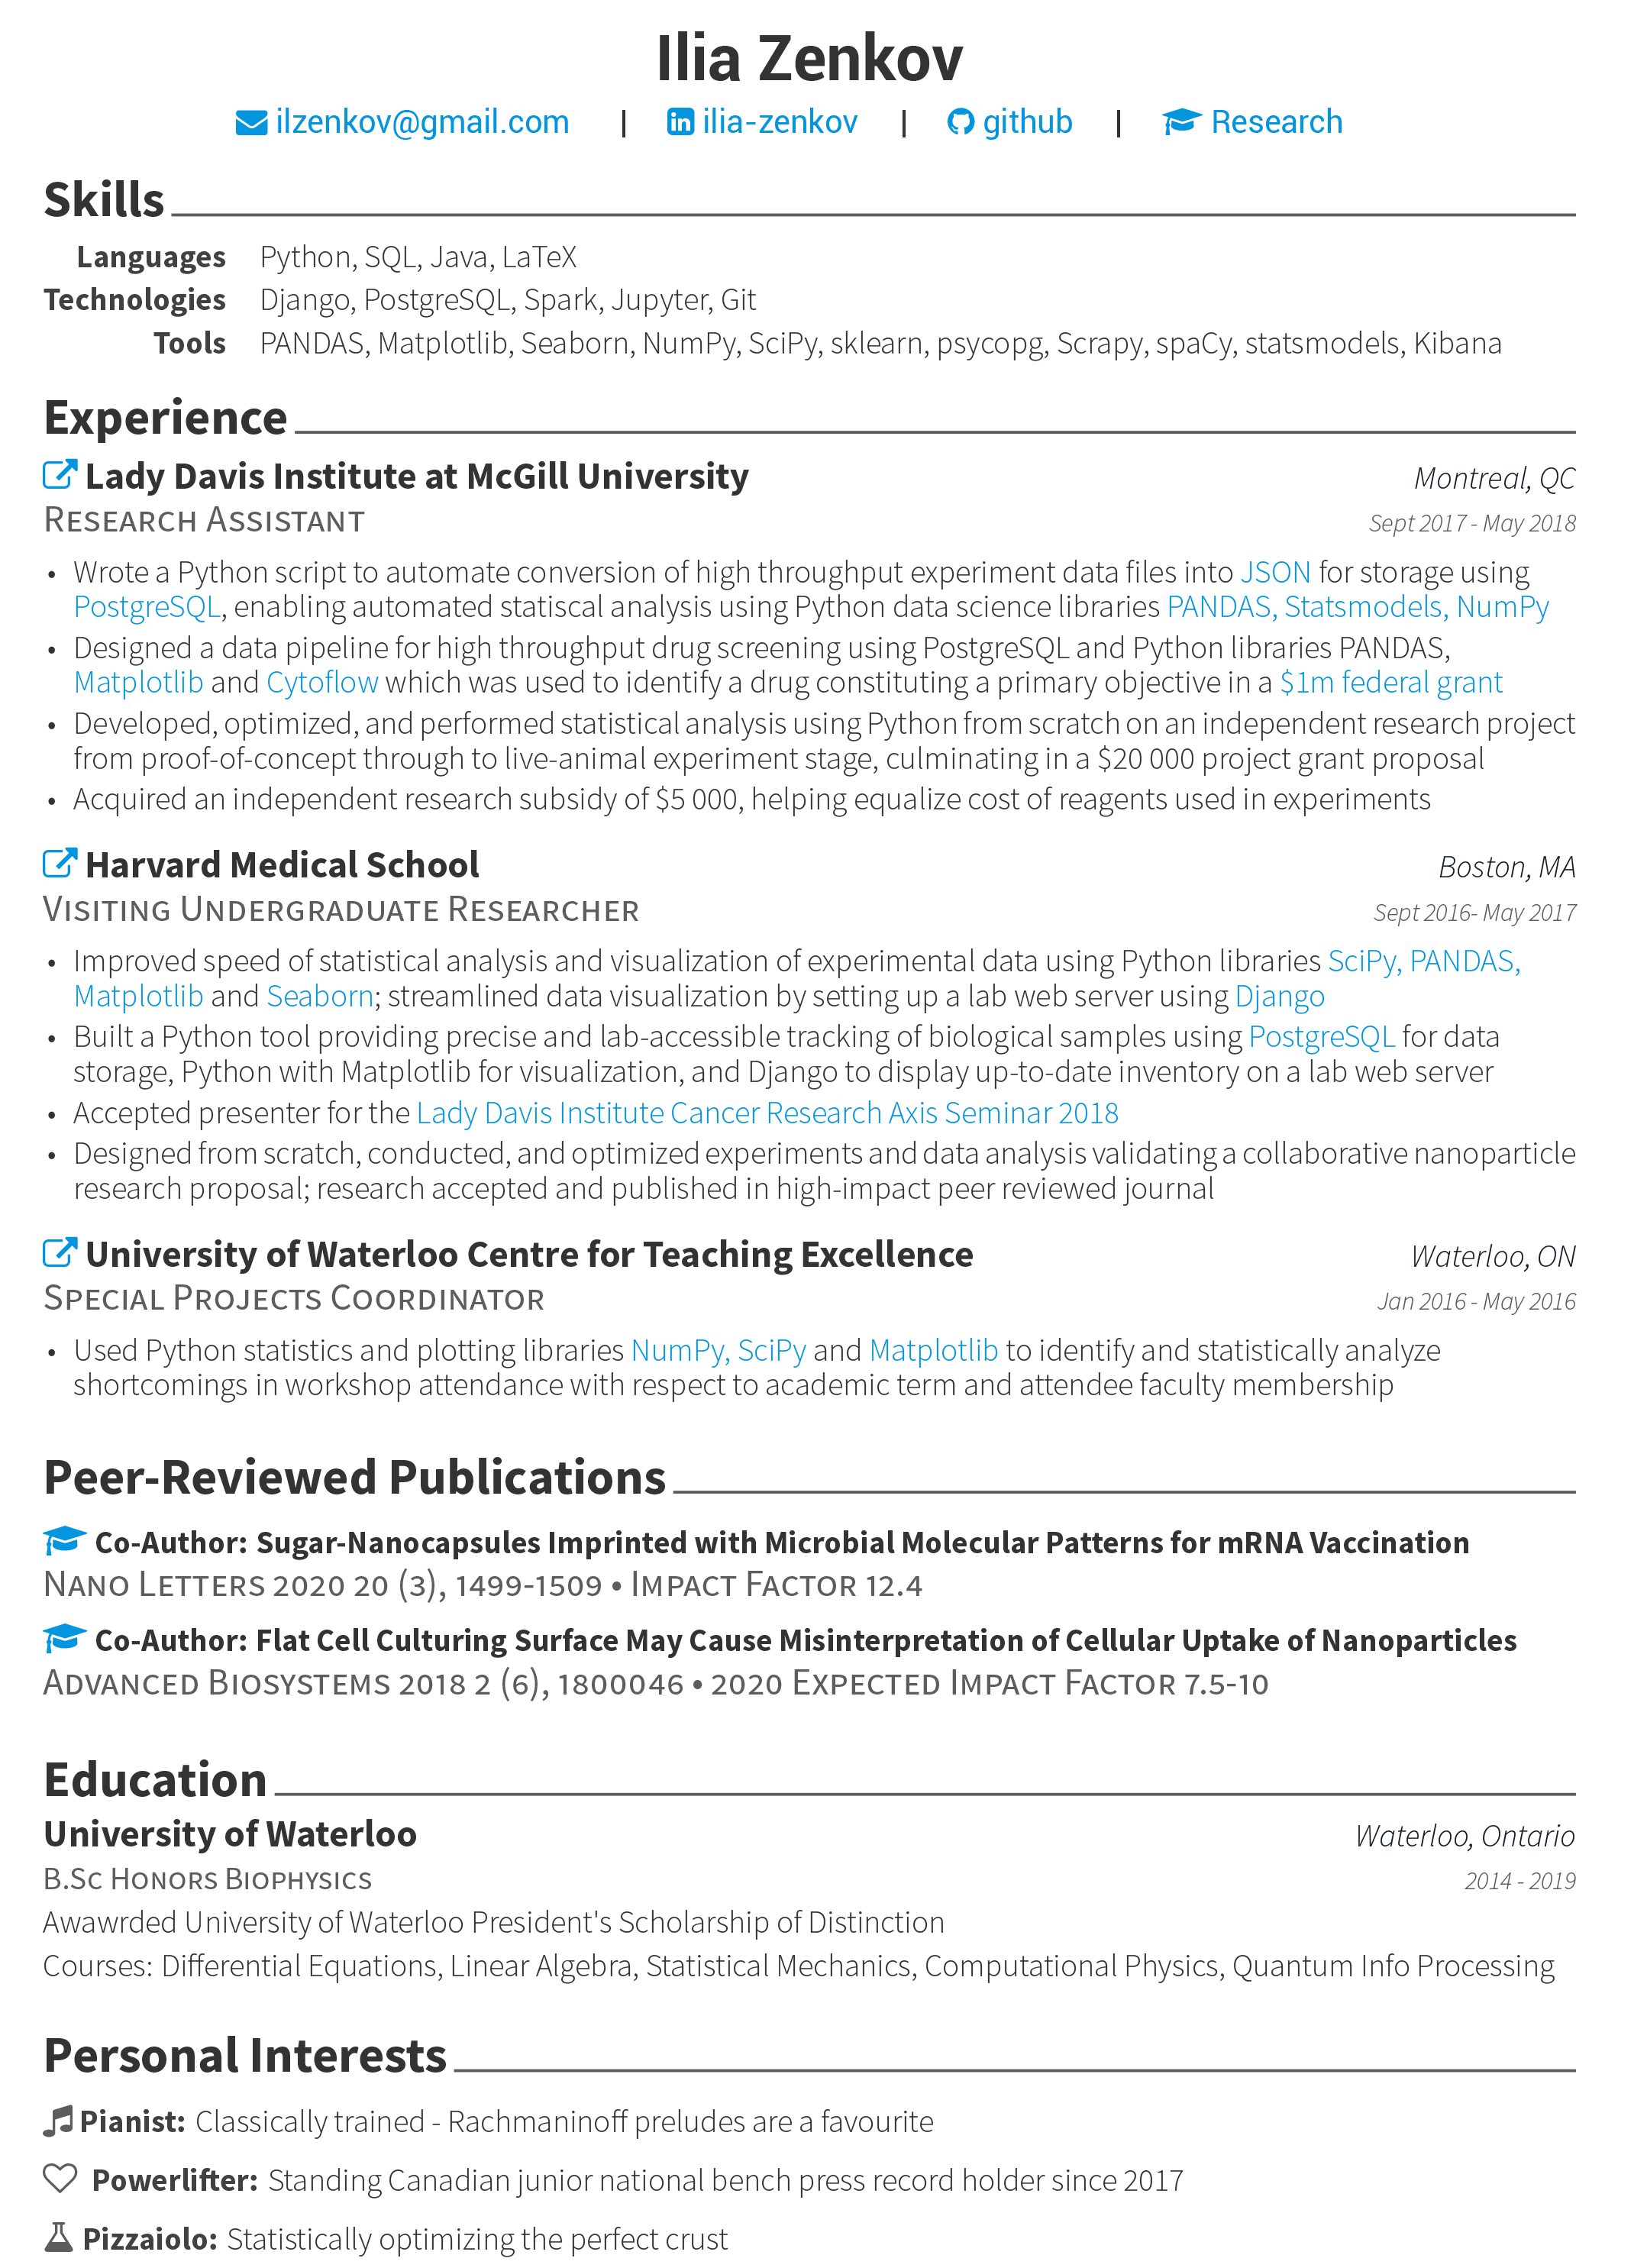 Ilia Zenkov
ilzenkov@gmail.com | ilia-zenkov | github | Research
Skills
Languages Python, SQL, Java, LaTeX
Technologies Django, PostgreSQL, Spark, Jupyter, Git
Tools PANDAS, Matplotlib, Seaborn, NumPy, SciPy, sklearn, psycopg, Scrapy, spaCy, statsmodels, Kibana
Experience
Lady Davis Institute at McGill University Montreal, QC
Research Assistant Sept 2017 - May 2018
• Wrote a Python script to automate conversion of high throughput experiment data files into JSON for storage using
PostgreSQL, enabling automated statiscal analysis using Python data science libraries PANDAS, Statsmodels, NumPy
• Designed a data pipeline for high throughput drug screening using PostgreSQL and Python libraries PANDAS,
Matplotlib and Cytoflow which was used to identify a drug constituting a primary objective in a $1m federal grant
• Developed, optimized, and performed statistical analysis using Python from scratch on an independent research project
from proof-of-concept through to live-animal experiment stage, culminating in a $20 000 project grant proposal
• Acquired an independent research subsidy of $5 000, helping equalize cost of reagents used in experiments
Harvard Medical School Boston, MA
Visiting Undergraduate Researcher Sept 2016- May 2017
• Improved speed of statistical analysis and visualization of experimental data using Python libraries SciPy, PANDAS,
Matplotlib and Seaborn; streamlined data visualization by setting up a lab web server using Django
• Built a Python tool providing precise and lab-accessible tracking of biological samples using PostgreSQL for data
storage, Python with Matplotlib for visualization, and Django to display up-to-date inventory on a lab web server
• Accepted presenter for the Lady Davis Institute Cancer Research Axis Seminar 2018
• Designed from scratch, conducted, and optimized experiments and data analysis validating a collaborative nanoparticle
research proposal; research accepted and published in high-impact peer reviewed journal
University of Waterloo Centre for Teaching Excellence Waterloo, ON
Special Projects Coordinator Jan 2016 - May 2016
• Used Python statistics and plotting libraries NumPy, SciPy and Matplotlib to identify and statistically analyze
shortcomings in workshop attendance with respect to academic term and attendee faculty membership
Peer-Reviewed Publications
Co-Author: Sugar-Nanocapsules Imprinted with Microbial Molecular Patterns for mRNA Vaccination
Nano Letters 2020 20 (3), 1499-1509 • Impact Factor 12.4
Co-Author: Flat Cell Culturing Surface May Cause Misinterpretation of Cellular Uptake of Nanoparticles
Advanced Biosystems 2018 2 (6), 1800046 • 2020 Expected Impact Factor 7.5-10
Education
University of Waterloo Waterloo, Ontario
B.Sc Honors Biophysics 2014 - 2019
Awawrded University of Waterloo President's Scholarship of Distinction
Courses: Differential Equations, Linear Algebra, Statistical Mechanics, Computational Physics, Quantum Info Processing
Personal Interests
Pianist: Classically trained - Rachmaninoff preludes are a favourite
Powerlifter: Standing Canadian junior national bench press record holder since 2017
Pizzaiolo: Statistically optimizing the perfect crust